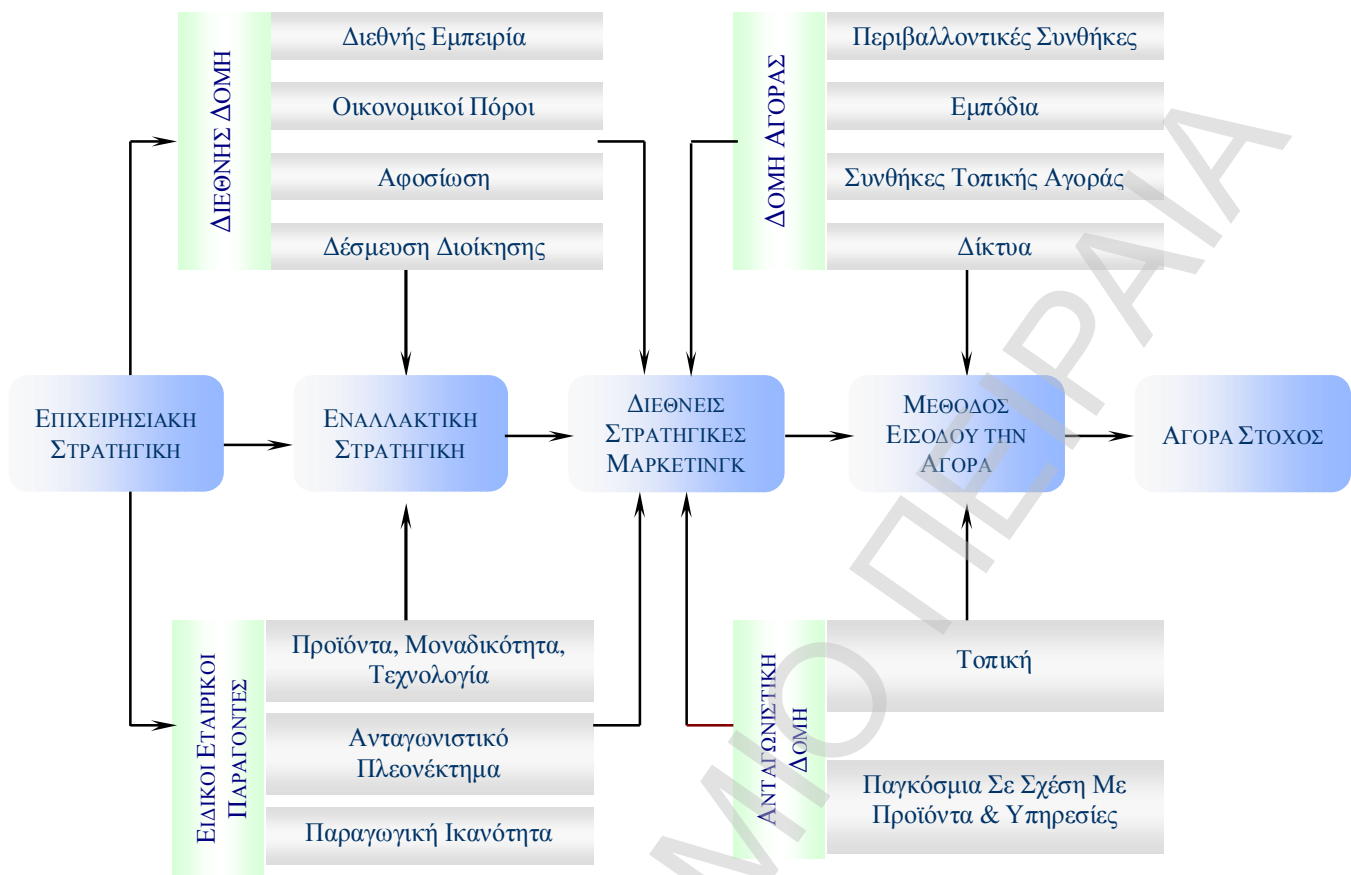 ΔΙΕΘΝΗΣ ΔΟΜΗ
Διεθνής Εμπειρία
Οικονομικοί Πόροι
Αφοσίωση
Δέσμευση Διοίκησης
ΔΟΜΗ ΑΓΟΡΑΣ
Περιβαλλοντικές Συνθήκες
Εμπόδια
Συνθήκες Τοπικής Αγοράς
Δίκτυα
ΕΠΙΧΕΙΡΗΣΙΑΚΗ
ΣΤΡΑΤΗΓΙΚΗ
ΕΝΑΛΛΑΚΤΙΚΗ
ΣΤΡΑΤΗΓΙΚΗ
ΔΙΕΘΝΕΙΣ
ΣΤΡΑΤΗΓΙΚΕΣ
ΜΑΡΚΕΤΙΝΓΚ
ΜΕΘΟΔΟΣ
ΕΙΣΟΔΟΥ ΤΗΝ
ΑΓΟΡΑ
ΑΓΟΡΑ ΣΤΟΧΟΣ
ΕΙΔΙΚΟΙ ΕΤΑΙΡΙΚΟΙ
ΠΑΡΑΓΟΝΤΕΣ
Προϊόντα, Μοναδικότητα,
Τεχνολογία
Ανταγωνιστικό
Πλεονέκτημα
Παραγωγική Ικανότητα
ΑΝΤΑΓΩΝΙΣΤΙΚΗ
ΔΟΜΗ
Τοπική
Παγκόσμια Σε Σχέση Με
Προϊόντα & Υπηρεσίες
ΜΙΟ ΠΕΙΡΑΙΑ